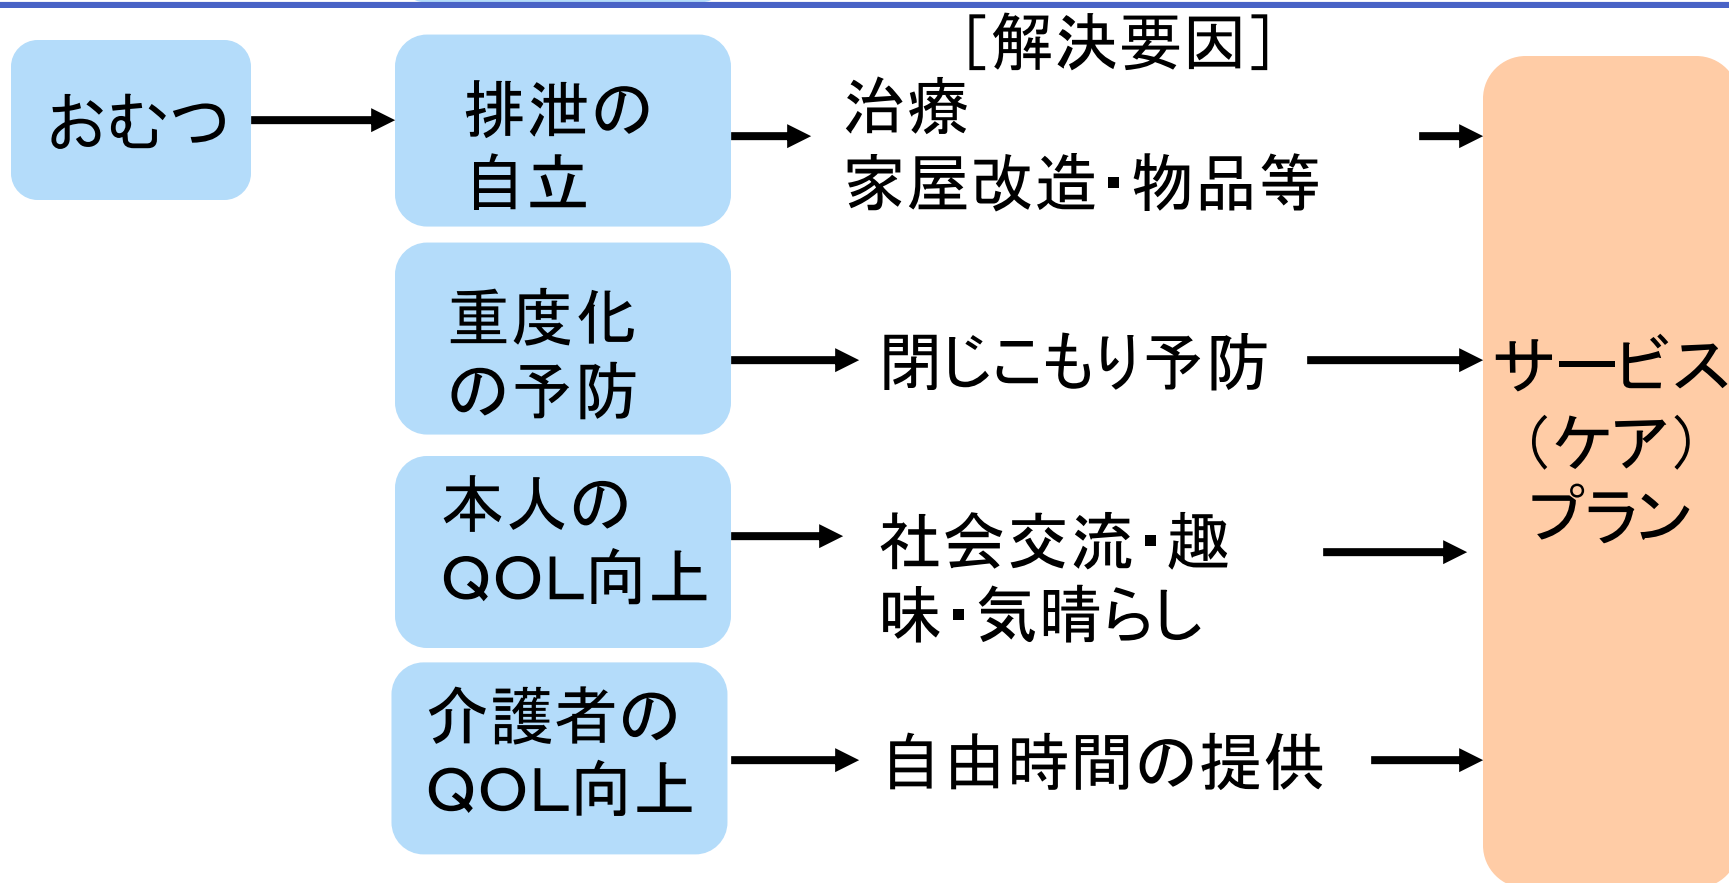 ［解決要因］
おむつ
排泄の
自立
治療
家屋改造・物品等
重度化
の予防
閉じこもり予防
本人の
ＱＯＬ向上
社会交流・趣
味・気晴らし
介護者の
ＱＯＬ向上
自由時間の提供
サービス
（ケア）
プラン